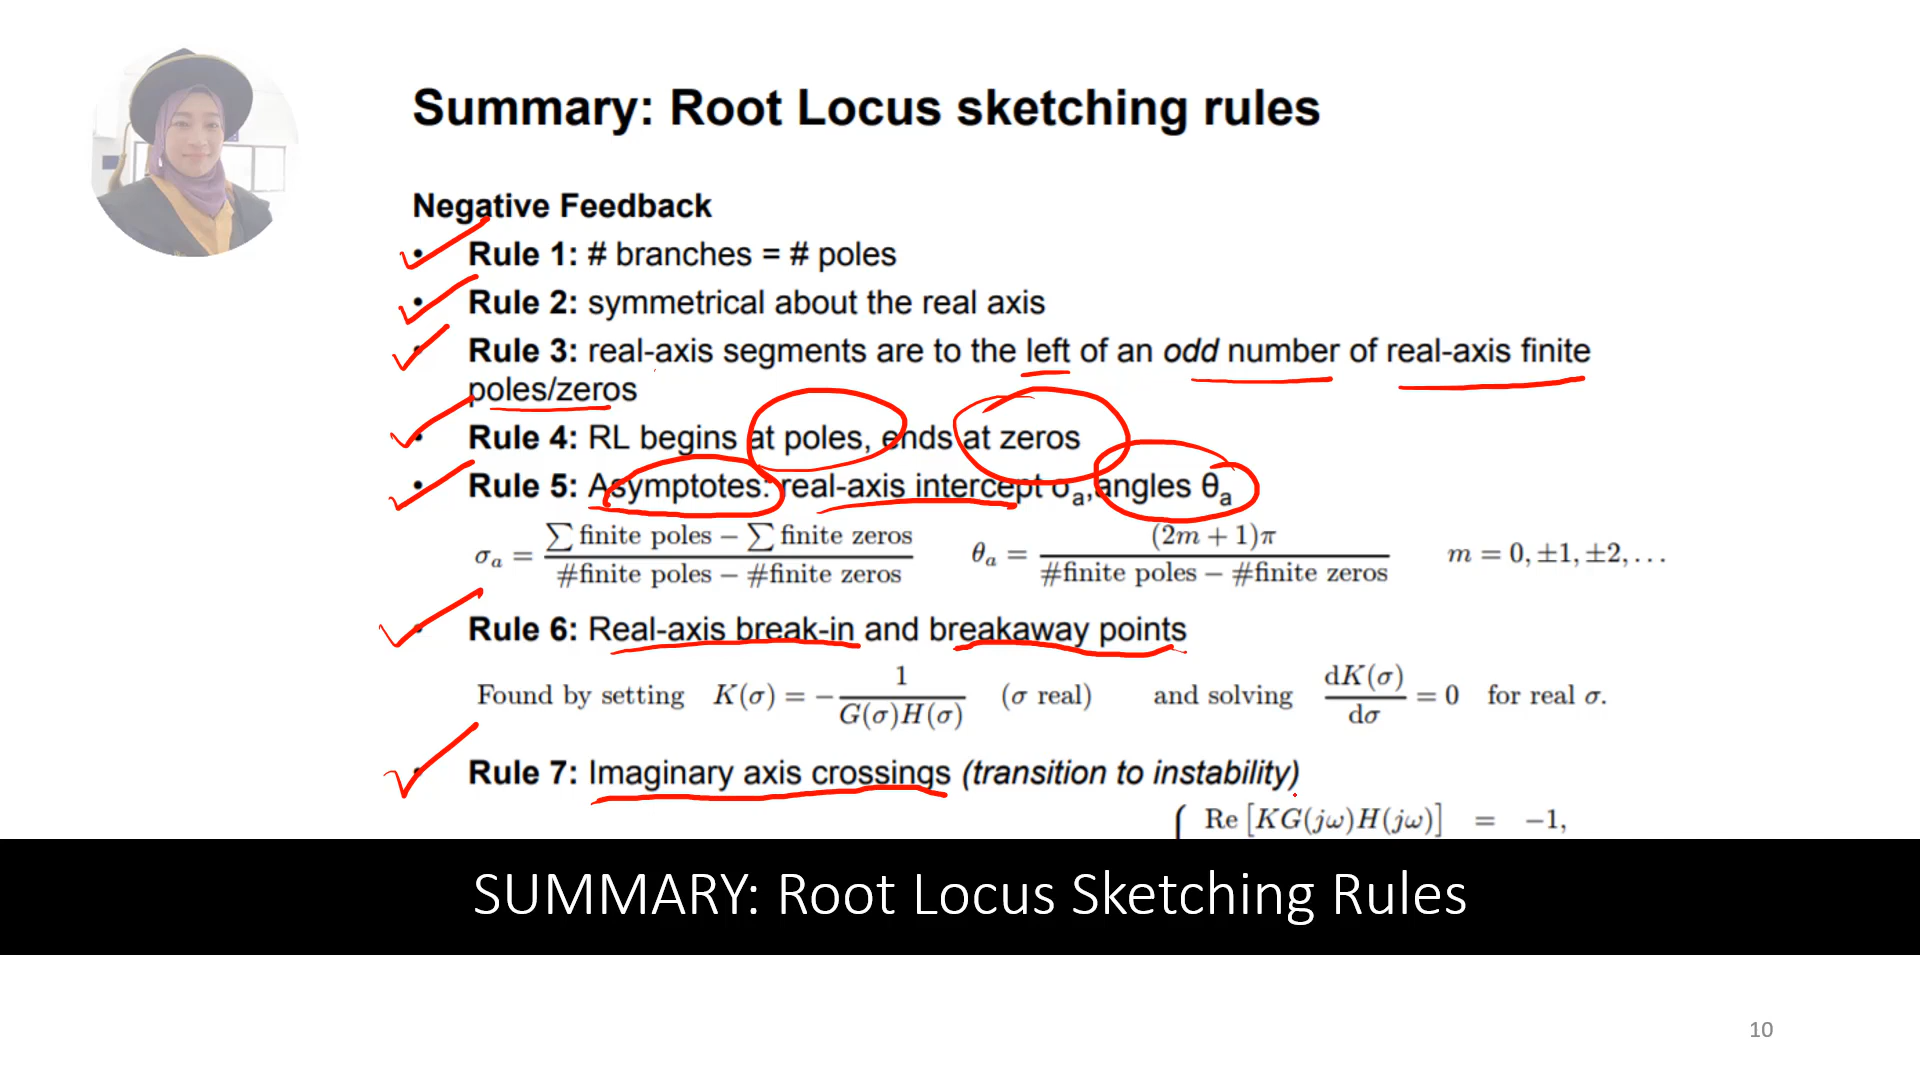 Summary: Root Locus sketching rules
Negative Feedback
• Rule 1: # branches = # poles
• Rule 2: symmetrical about the real axis
• Rule 3: real-axis segments are to the left of an odd number of real-axis finite
poles/zeros
• Rule 4: RL begins at poles, ends at zeros
• Rule 5: Asymptotes: real-axis intercept σₐ,angles θₐ
σₐ = (∑ finite poles − ∑ finite zeros) / (#finite poles − #finite zeros) θₐ = (2m + 1)π / (#finite poles − #finite zeros) m = 0, ±1, ±2, …
• Rule 6: Real-axis break-in and breakaway points
Found by setting K(σ) = − 1 / G(σ)H(σ) (σ real) and solving dK(σ) / dσ = 0 for real σ.
• Rule 7: Imaginary axis crossings (transition to instability)
{ Re [KG(jω)H(jω)] = −1,
SUMMARY: Root Locus Sketching Rules
10